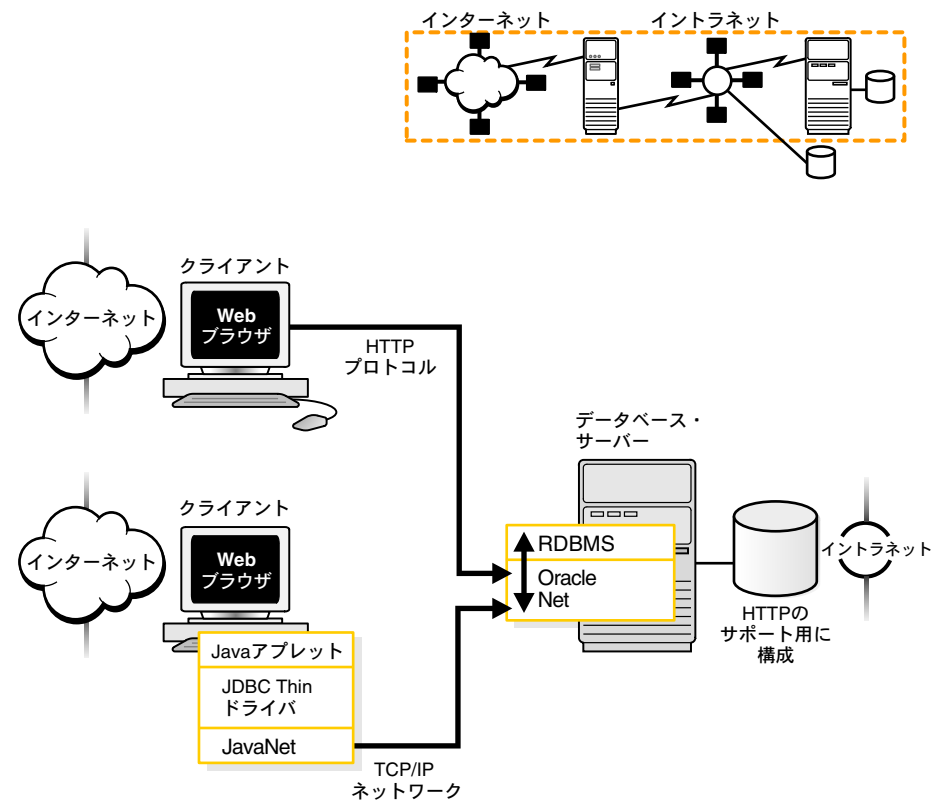 インターネット
イントラネット
クライアント
インターネット
Web
ブラウザ
HTTP
プロトコル
データベース・
サーバー
クライアント
インターネット
Web
ブラウザ
RDBMS
Oracle
Net
イントラネット
HTTPの
サポート用に
構成
Javaアプレット
JDBC Thin
ドライバ
JavaNet
TCP/IP
ネットワーク